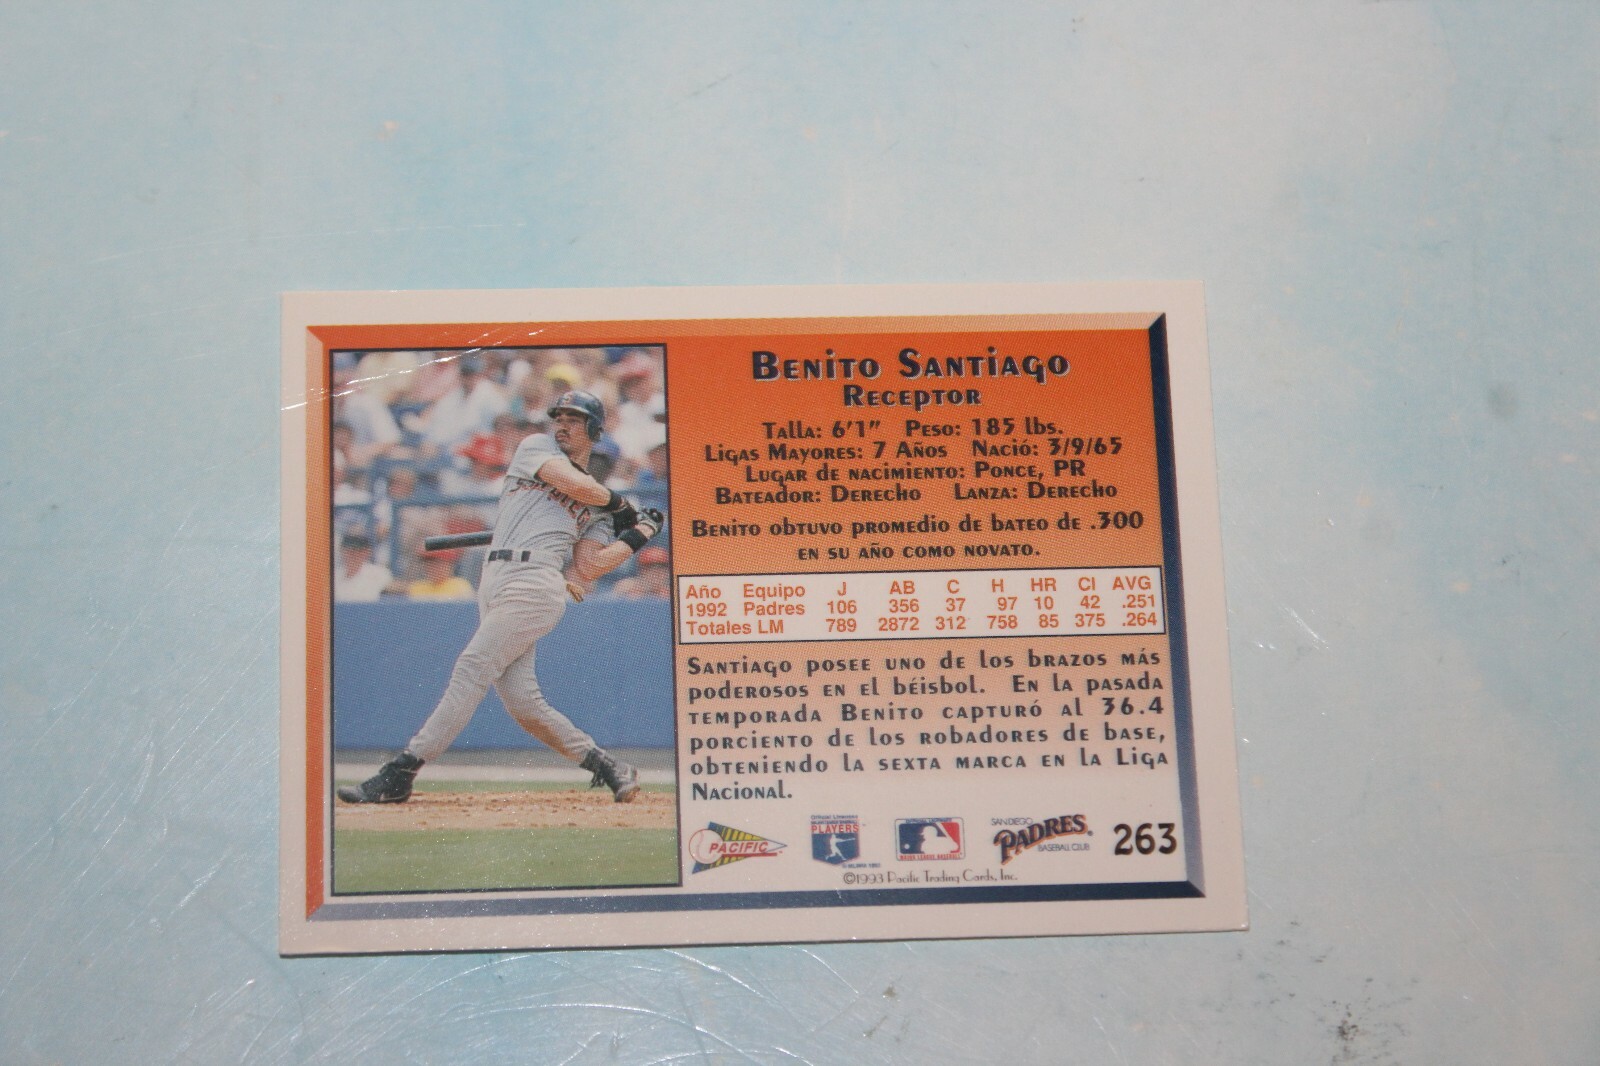 Benito Santiago
Receptor
Talla: 6'1" Peso: 185 lbs.
Ligas Mayores: 7 Años Nació: 3/9/65
Lugar de nacimiento: Ponce, PR
Bateador: Derecho Lanza: Derecho
Benito obtuvo promedio de bateo de .300
en su año como novato.
Año Equipo J AB C H HR CI AVG
1992 Padres 106 356 37 97 10 42 .251
Totales LM 789 2872 312 758 85 375 .264
Santiago posee uno de los brazos más
poderosos en el béisbol. En la pasada
temporada Benito capturó al 36.4
porciento de los robadores de base,
obteniendo la sexta marca en la Liga
Nacional.
PACIFIC
PLAYERS
SAN DIEGO
PADRES
BASEBALL CLUB
263
©1993 Pacific Trading Cards, Inc.